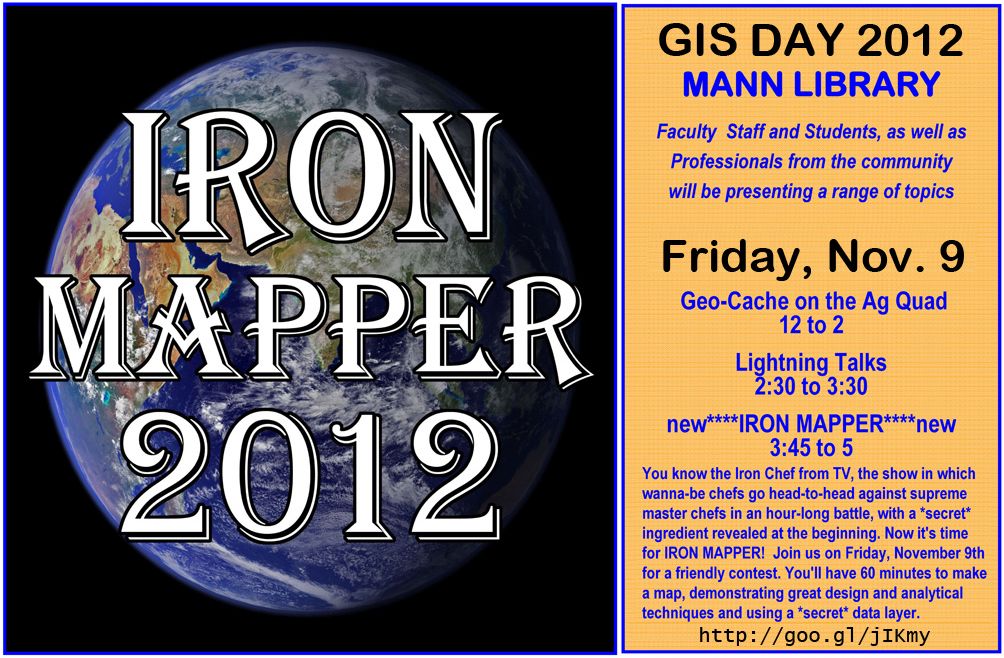 IRON
MAPPER
2012
GIS DAY 2012
MANN LIBRARY
Faculty  Staff and Students, as well as
Professionals from the community
will be presenting a range of topics
Friday, Nov. 9
Geo-Cache on the Ag Quad
12 to 2
Lightning Talks
2:30 to 3:30
new****IRON MAPPER****new
3:45 to 5
You know the Iron Chef from TV, the show in which
wanna-be chefs go head-to-head against supreme
master chefs in an hour-long battle, with a *secret*
ingredient revealed at the beginning. Now it's time
for IRON MAPPER!  Join us on Friday, November 9th
for a friendly contest. You'll have 60 minutes to make
a map, demonstrating great design and analytical
techniques and using a *secret* data layer.
http://goo.gl/jIKmy